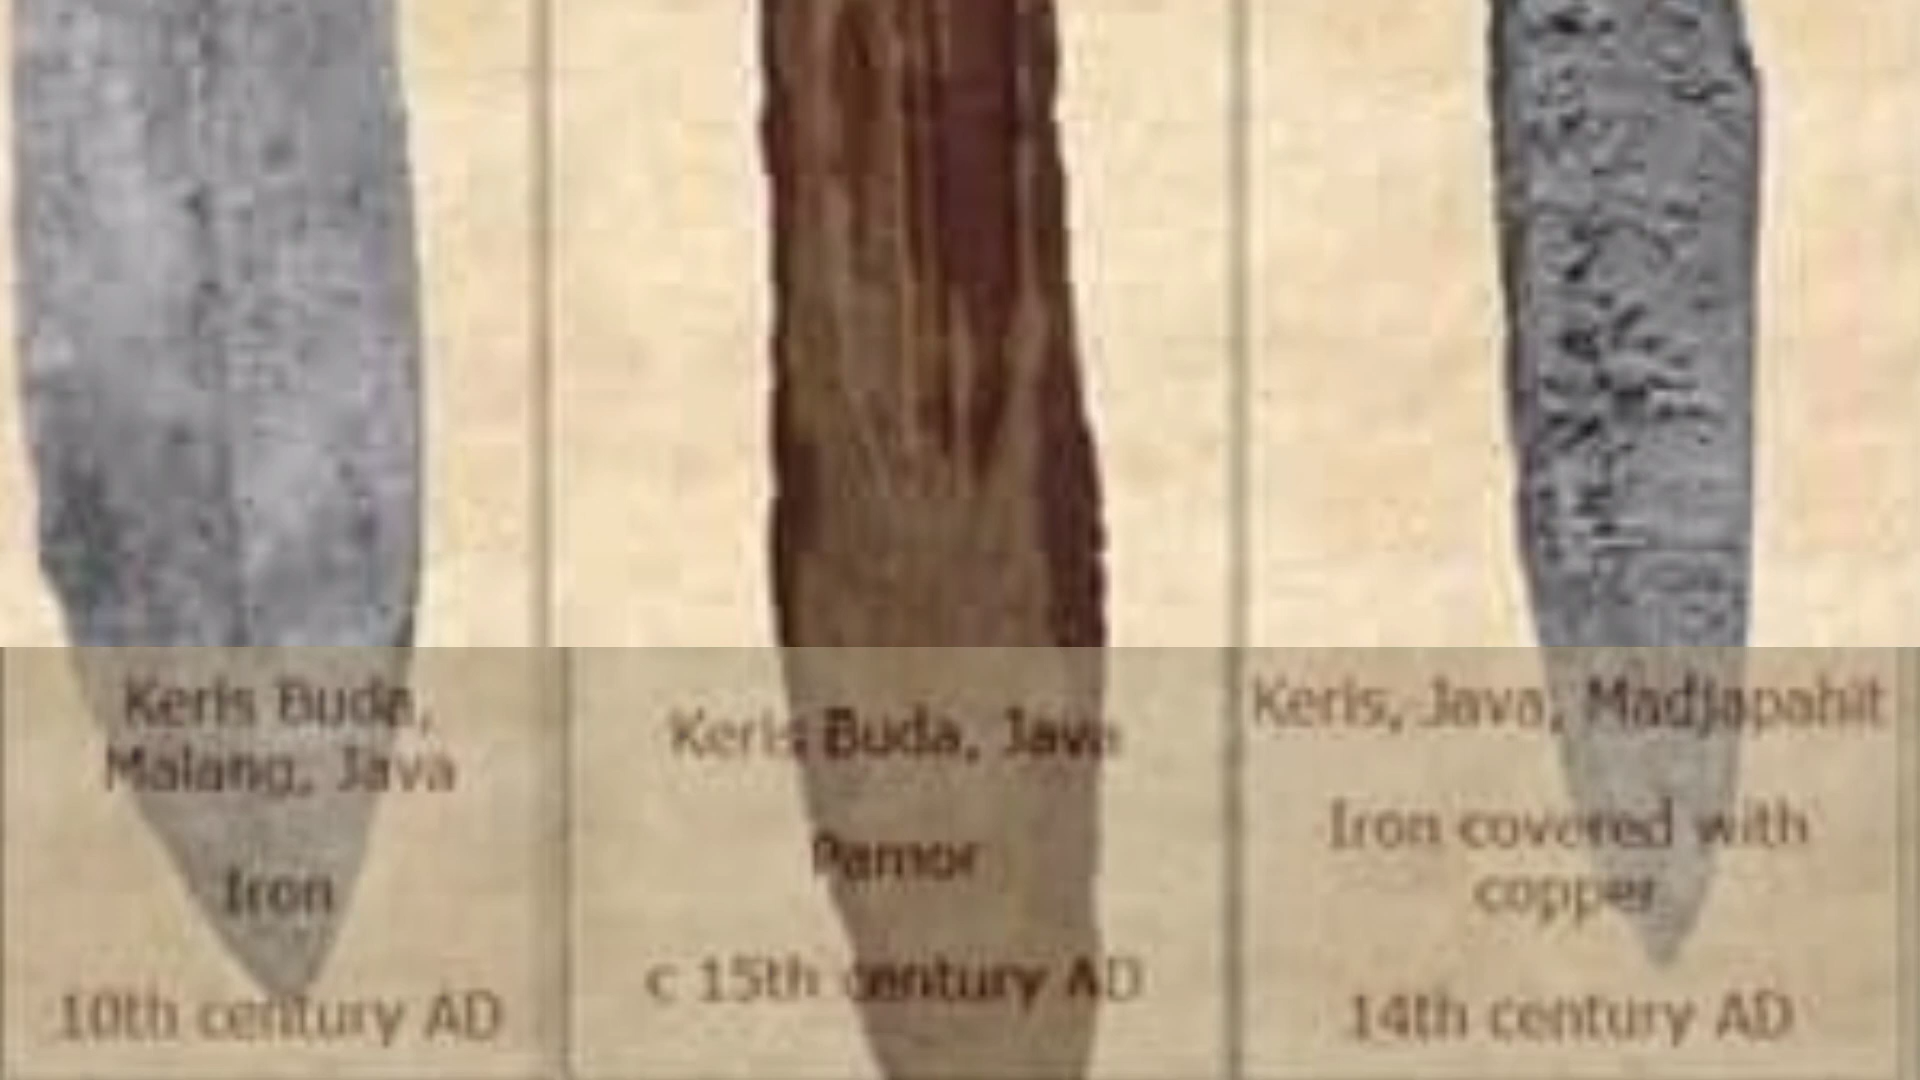 Keris Buda,
Malang, Java
Iron
10th century AD
Keris Buda, Java
Pamor
c 15th century AD
Keris, Java, Madjapahit
Iron covered with
copper
14th century AD